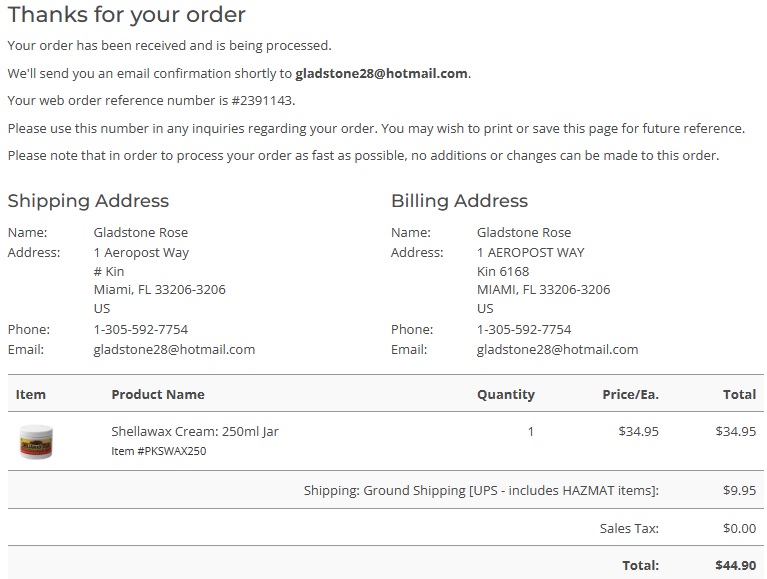 Thanks for your order
Your order has been received and is being processed.
We'll send you an email confirmation shortly to gladstone28@hotmail.com.
Your web order reference number is #2391143.
Please use this number in any inquiries regarding your order. You may wish to print or save this page for future reference.
Please note that in order to process your order as fast as possible, no additions or changes can be made to this order.
Shipping Address
Name: Gladstone Rose
Address: 1 Aeropost Way
# Kin
Miami, FL 33206-3206
US
Phone: 1-305-592-7754
Email: gladstone28@hotmail.com
Billing Address
Name: Gladstone Rose
Address: 1 AEROPOST WAY
Kin 6168
MIAMI, FL 33206-3206
US
Phone: 1-305-592-7754
Email: gladstone28@hotmail.com
Item Product Name Quantity Price/Ea. Total
Shellawax Cream: 250ml Jar 1 $34.95 $34.95
Item #PKSWAX250
Shipping: Ground Shipping [UPS - includes HAZMAT items]: $9.95
Sales Tax: $0.00
Total: $44.90